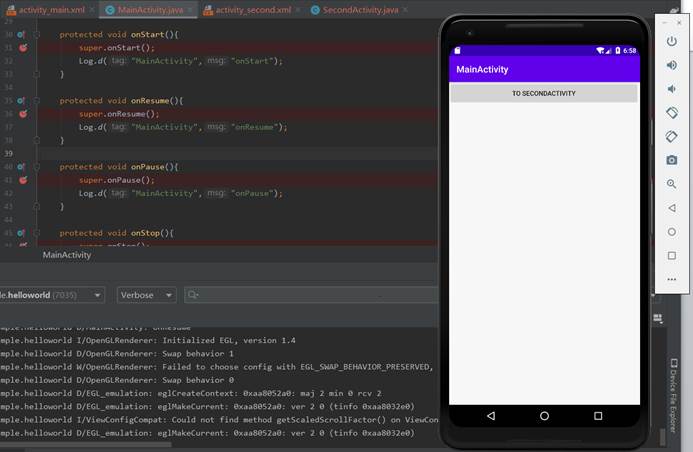 activity_main.xml MainActivity.java activity_second.xml SecondActivity.java
29
30 protected void onStart(){
31 super.onStart();
32 Log.d( tag: "MainActivity", msg: "onStart");
33 }
34
35 protected void onResume(){
36 super.onResume();
37 Log.d( tag: "MainActivity", msg: "onResume");
38 }
39
40 protected void onPause(){
41 super.onPause();
42 Log.d( tag: "MainActivity", msg: "onPause");
43 }
44
45 protected void onStop(){
46 super.onStop();
MainActivity
le.helloworld (7035) Verbose
mple.helloworld D/MainActivity: onResume
mple.helloworld I/OpenGLRenderer: Initialized EGL, version 1.4
mple.helloworld D/OpenGLRenderer: Swap behavior 1
mple.helloworld W/OpenGLRenderer: Failed to choose config with EGL_SWAP_BEHAVIOR_PRESERVED,
mple.helloworld D/OpenGLRenderer: Swap behavior 0
mple.helloworld D/EGL_emulation: eglCreateContext: 0xaa8052a0: maj 2 min 0 rcv 2
mple.helloworld D/EGL_emulation: eglMakeCurrent: 0xaa8052a0: ver 2 0 (tinfo 0xaa8032e0)
mple.helloworld I/ViewConfigCompat: Could not find method getScaledScrollFactor() on ViewCon
mple.helloworld D/EGL_emulation: eglMakeCurrent: 0xaa8052a0: ver 2 0 (tinfo 0xaa8032e0)
6:58
MainActivity
TO SECONDACTIVITY
Device File Explorer